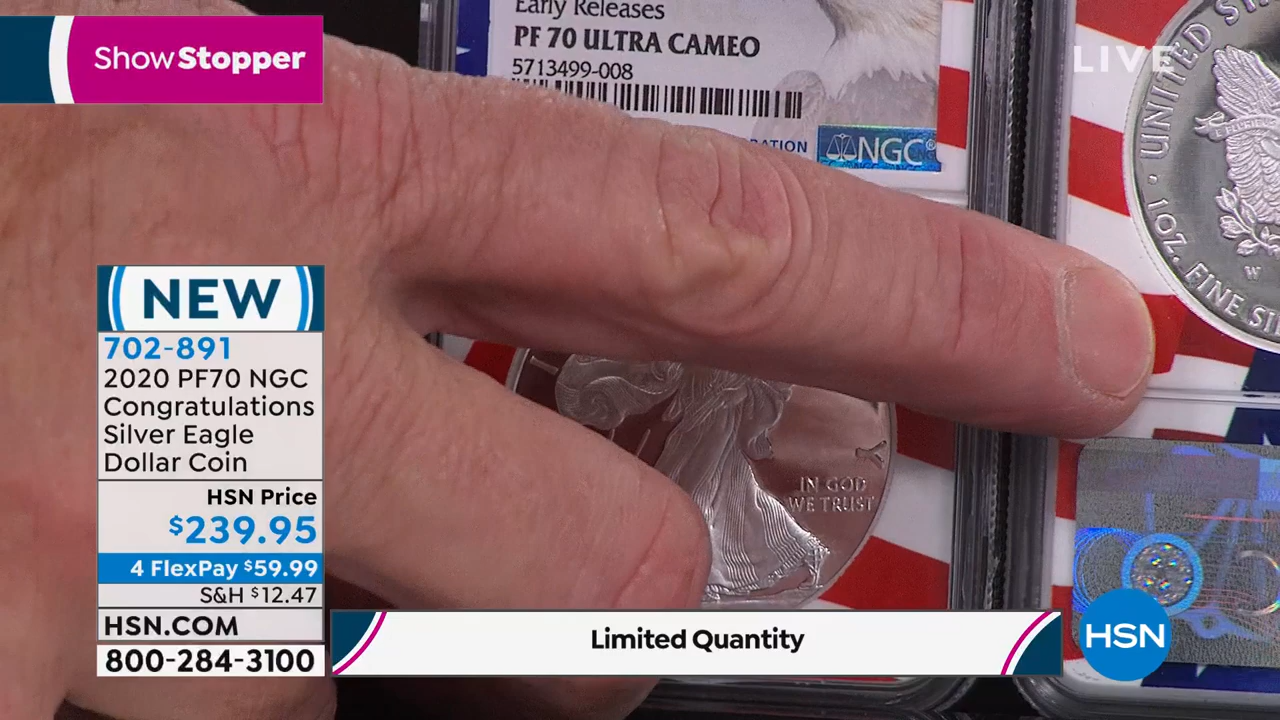 Show Stopper
Early Releases
PF 70 ULTRA CAMEO
5713499-008
NGC
LIVE
UNITED
1 OZ. FINE
W
IN GOD
WE TRUST
NEW
702-891
2020 PF70 NGC
Congratulations
Silver Eagle
Dollar Coin
HSN Price
$239.95
4 FlexPay $59.99
S&H $12.47
HSN.COM
800-284-3100
Limited Quantity
HSN